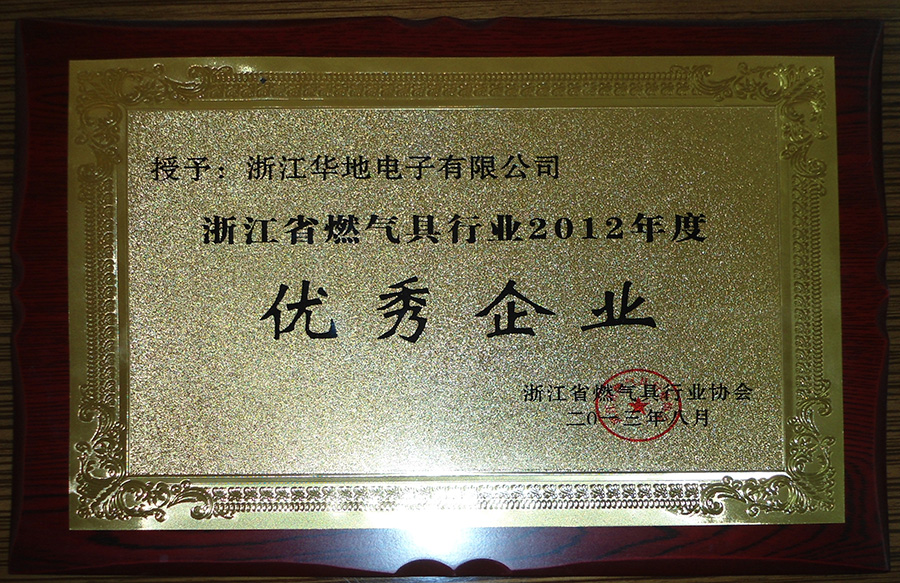 授予：浙江华地电子有限公司
浙江省燃气具行业2012年度
优秀企业
浙江省燃气具行业协会
二0一三年八月